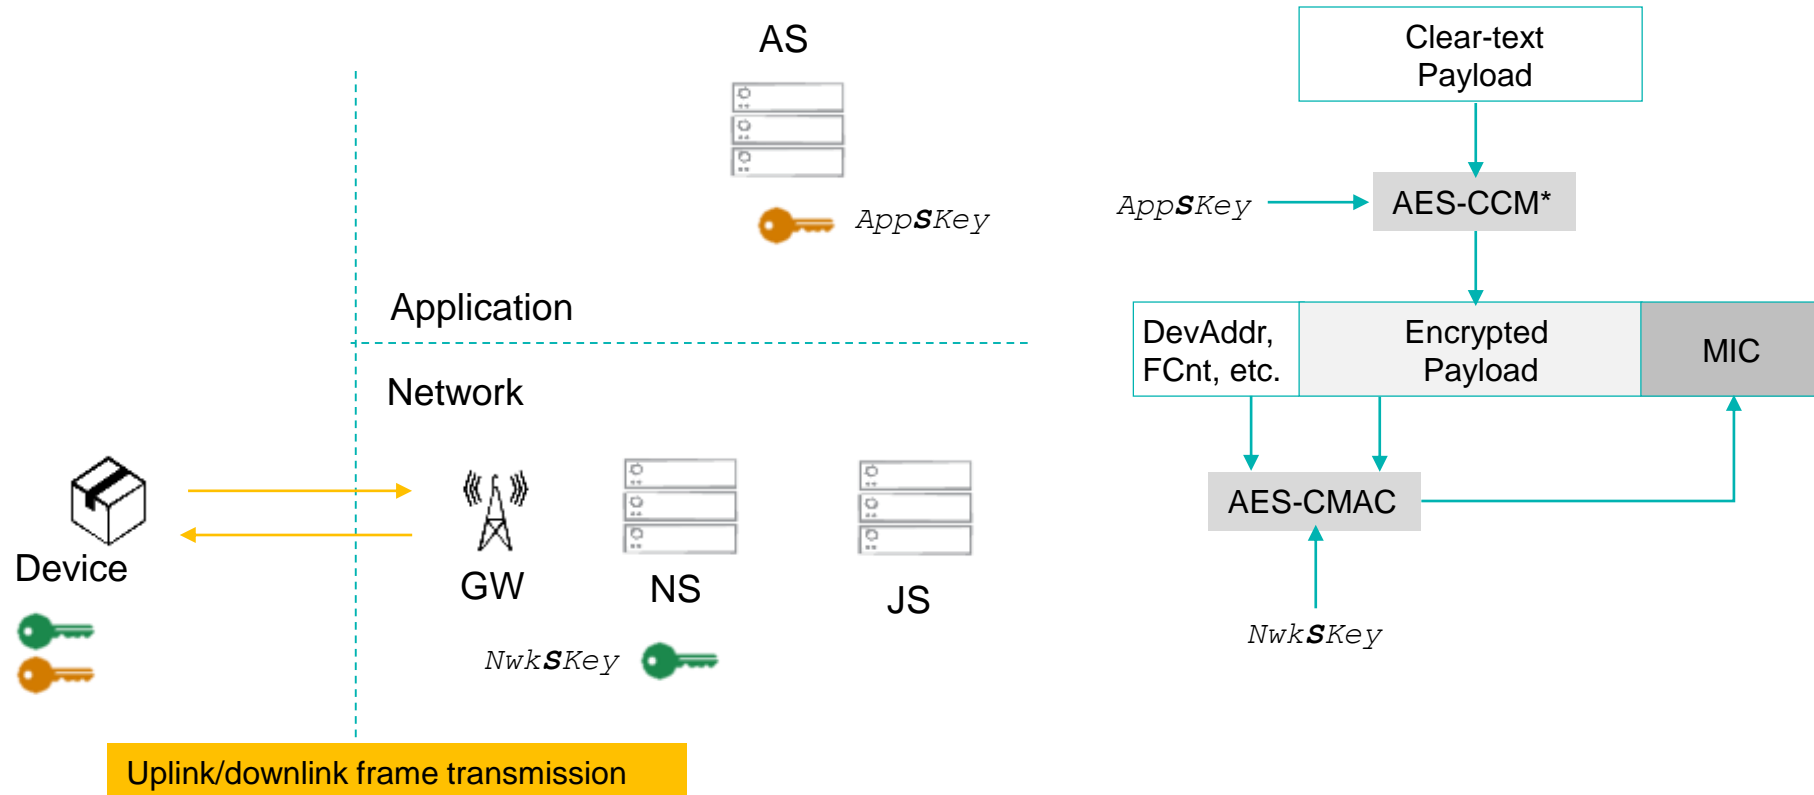 AS
AppSKey
Application
Network
Device
GW
NS
JS
NwkSKey
Uplink/downlink frame transmission
Clear-text
Payload
AppSKey
AES-CCM*
DevAddr,
FCnt, etc.
Encrypted
Payload
MIC
AES-CMAC
NwkSKey